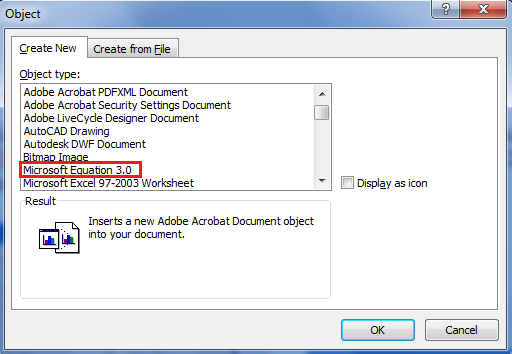 Object
Create New
Create from File
Object type:
Adobe Acrobat PDFXML Document
Adobe Acrobat Security Settings Document
Adobe LiveCycle Designer Document
AutoCAD Drawing
Autodesk DWF Document
Bitmap Image
Microsoft Equation 3.0
Microsoft Excel 97-2003 Worksheet
Display as icon
Result
Inserts a new Adobe Acrobat Document object
into your document.
OK
Cancel